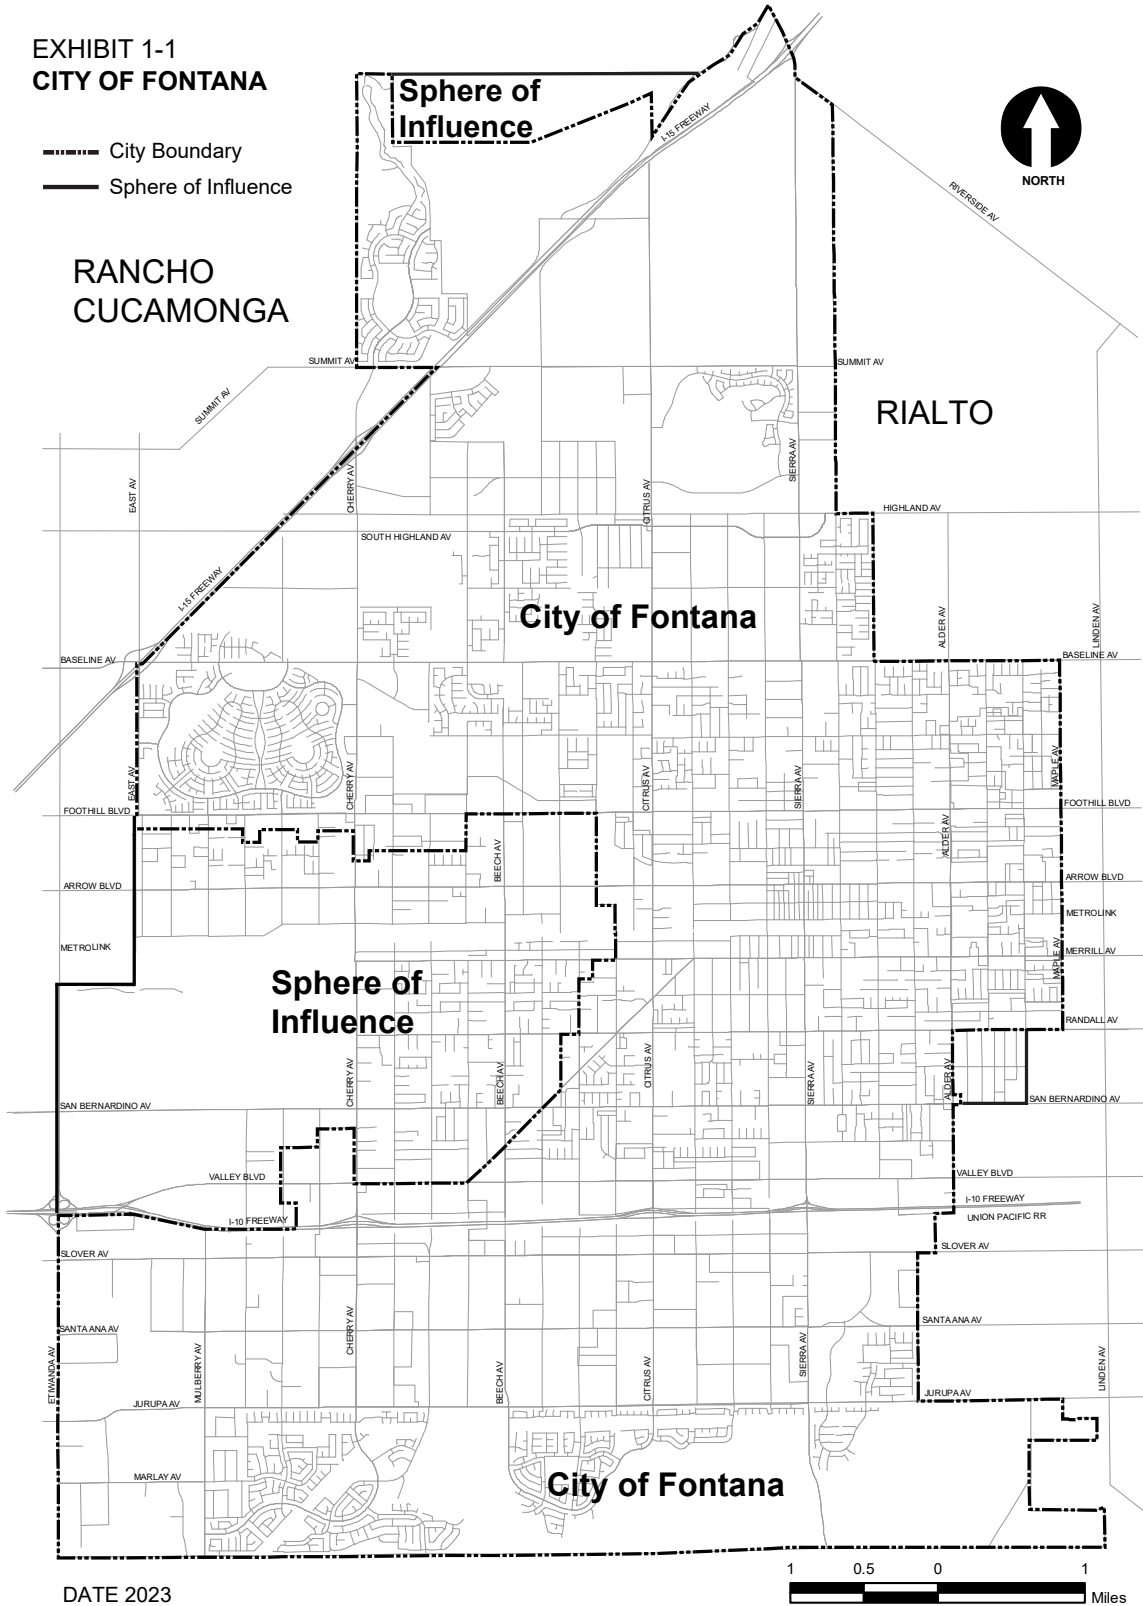 EXHIBIT 1-1
CITY OF FONTANA
City Boundary
Sphere of Influence
Sphere of
Influence
I-15 FREEWAY
NORTH
RIVERSIDE AV
RANCHO
CUCAMONGA
SUMMIT AV
SUMMIT AV
SUMMIT AV
RIALTO
EAST AV
CHERRY AV
CITRUS AV
SIERRA AV
HIGHLAND AV
SOUTH HIGHLAND AV
I-15 FREEWAY
City of Fontana
ALDER AV
LINDEN AV
BASELINE AV
BASELINE AV
EAST AV
CHERRY AV
CITRUS AV
SIERRA AV
MAPLE AV
FOOTHILL BLVD
FOOTHILL BLVD
BEECH AV
ALDER AV
ARROW BLVD
ARROW BLVD
METROLINK
METROLINK
MERRILL AV
MAPLE AV
Sphere of
Influence
RANDALL AV
CHERRY AV
BEECH AV
CITRUS AV
SIERRA AV
ALDER AV
SAN BERNARDINO AV
SAN BERNARDINO AV
VALLEY BLVD
VALLEY BLVD
I-10 FREEWAY
I-10 FREEWAY
UNION PACIFIC RR
SLOVER AV
SLOVER AV
SANTA ANA AV
SANTA ANA AV
ETIWANDA AV
MULBERRY AV
CHERRY AV
BEECH AV
CITRUS AV
SIERRA AV
LINDEN AV
JURUPA AV
JURUPA AV
MARLAY AV
City of Fontana
DATE 2023
1 0.5 0 1
Miles